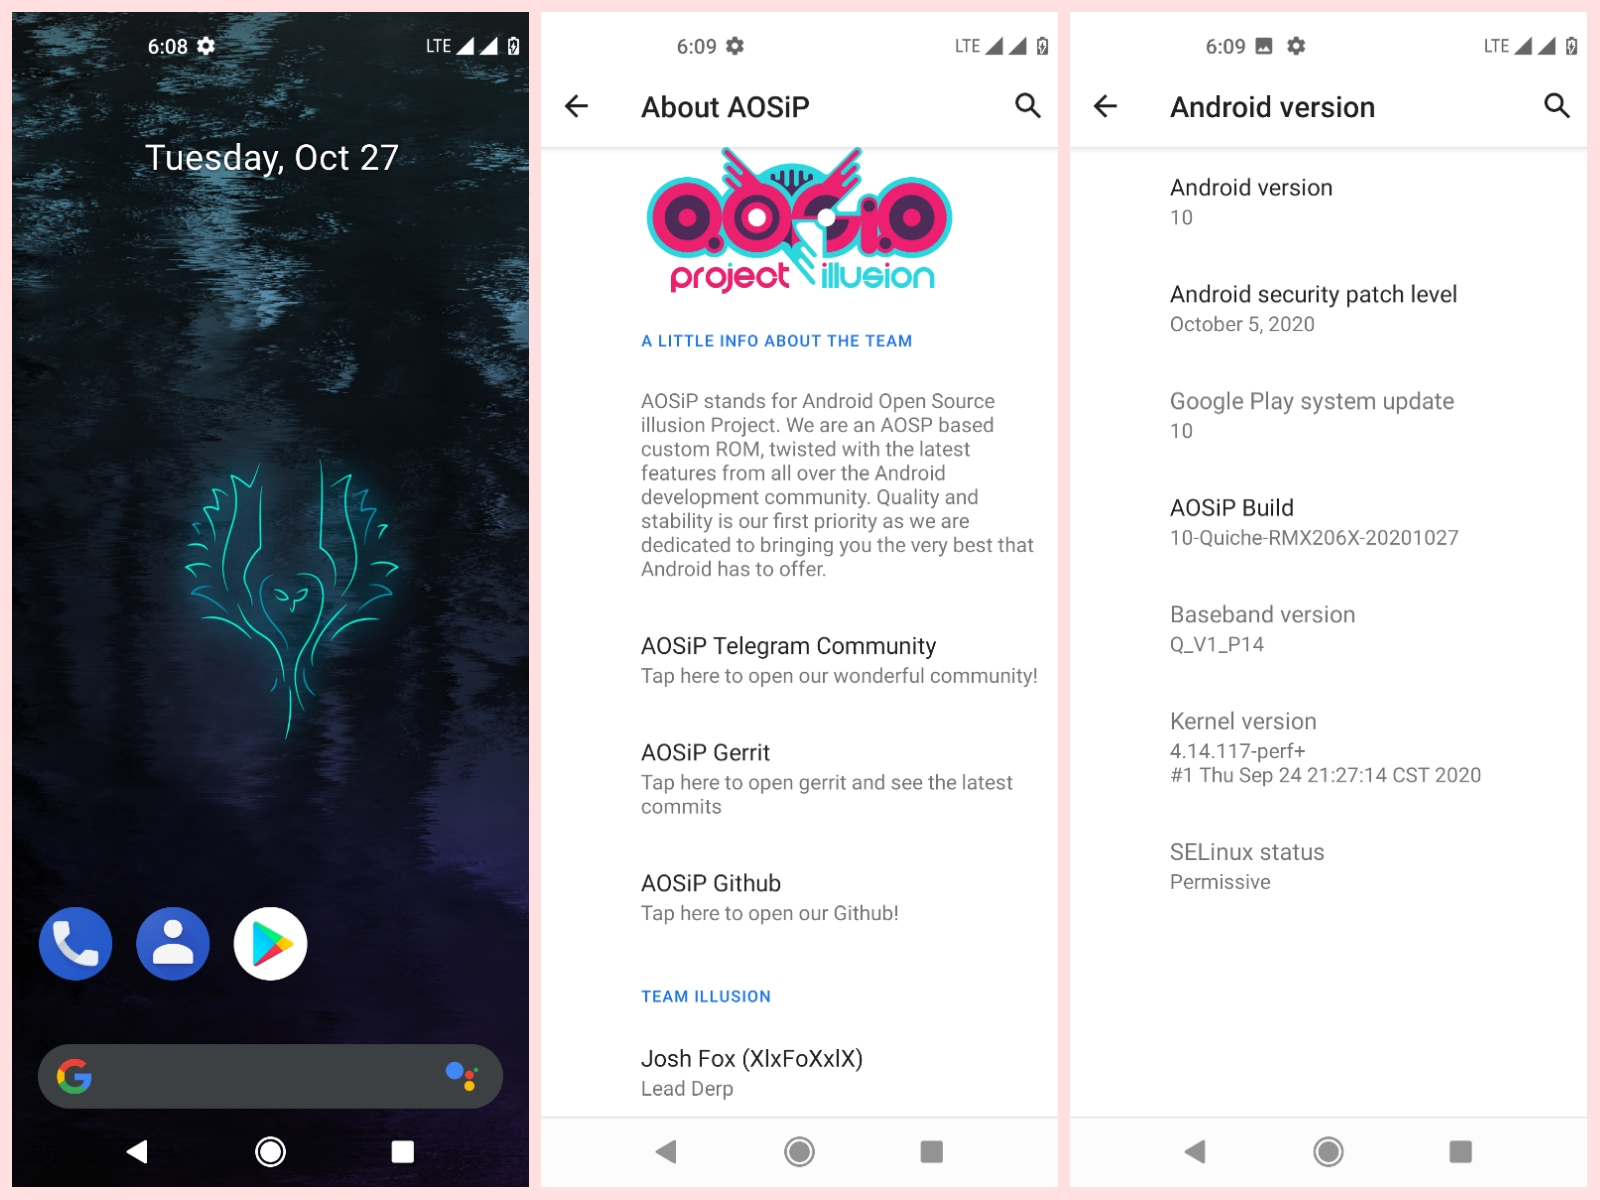 6:08
LTE
Tuesday, Oct 27
6:09
LTE
About AOSiP
AOSiP
project illusion
A LITTLE INFO ABOUT THE TEAM
AOSiP stands for Android Open Source
illusion Project. We are an AOSP based
custom ROM, twisted with the latest
features from all over the Android
development community. Quality and
stability is our first priority as we are
dedicated to bringing you the very best that
Android has to offer.
AOSiP Telegram Community
Tap here to open our wonderful community!
AOSiP Gerrit
Tap here to open gerrit and see the latest
commits
AOSiP Github
Tap here to open our Github!
TEAM ILLUSION
Josh Fox (XlxFoXxlX)
Lead Derp
6:09
LTE
Android version
Android version
10
Android security patch level
October 5, 2020
Google Play system update
10
AOSiP Build
10-Quiche-RMX206X-20201027
Baseband version
Q_V1_P14
Kernel version
4.14.117-perf+
#1 Thu Sep 24 21:27:14 CST 2020
SELinux status
Permissive